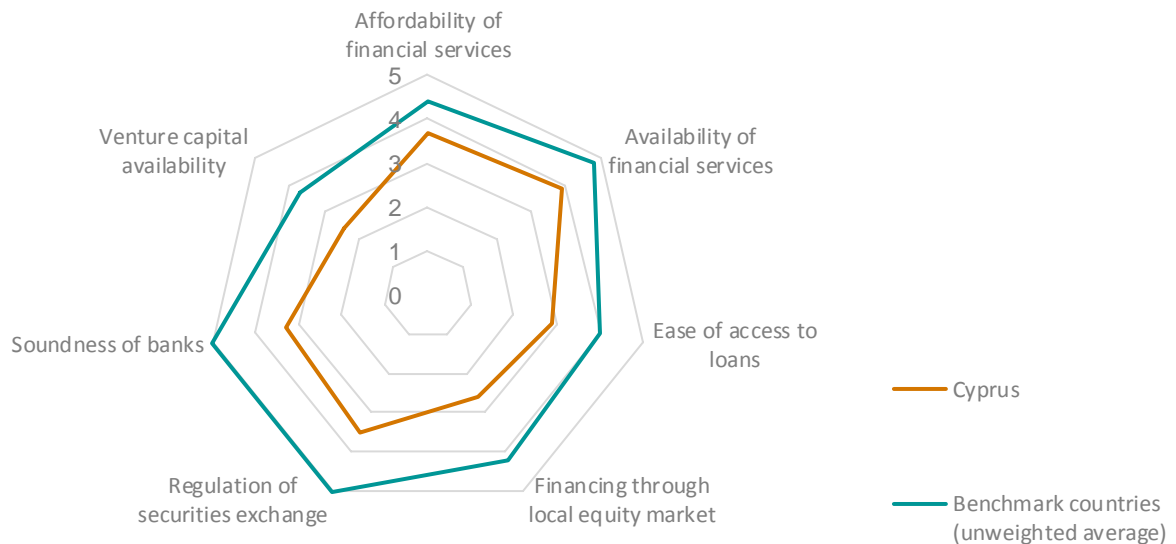 Affordability of
financial services
5
4
3
2
1
0
Venture capital
availability
Availability of
financial services
Soundness of banks
Ease of access to
loans
Regulation of
securities exchange
Financing through
local equity market
Cyprus
Benchmark countries
(unweighted average)